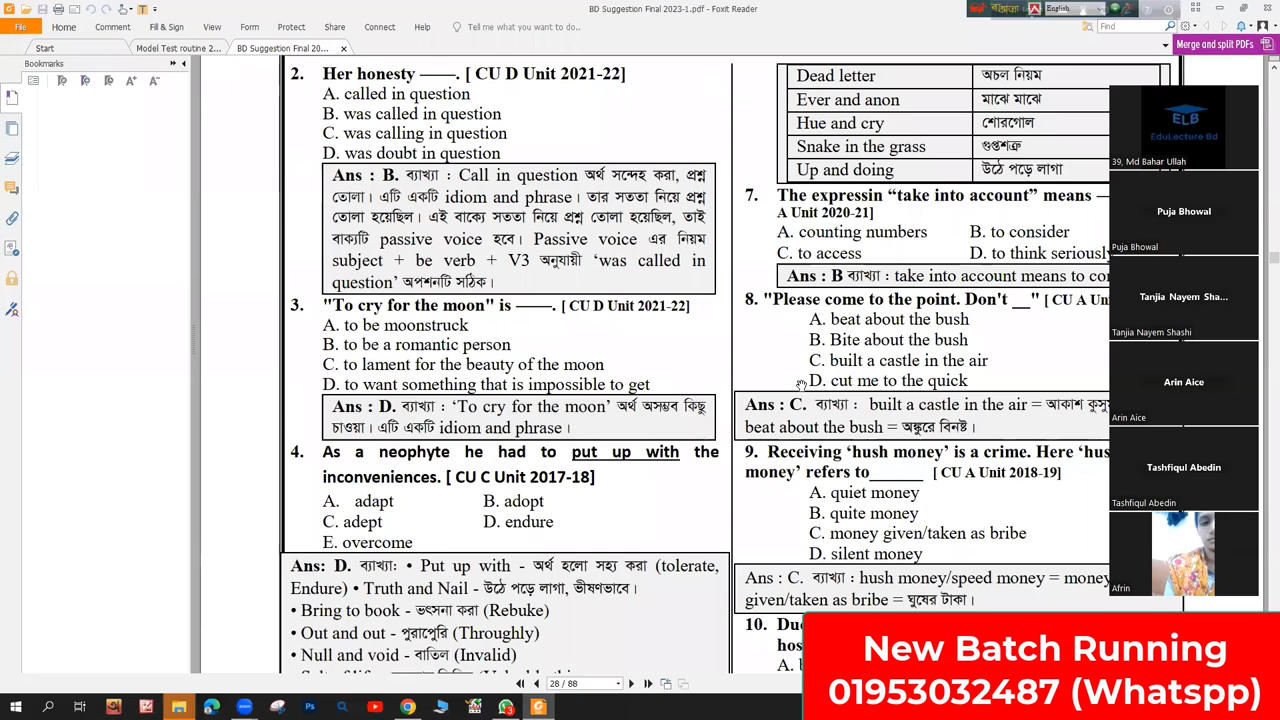 BD Suggestion Final 2023-1.pdf - Foxit Reader
English
File Home Comment Fill & Sign View Form Protect Share Connect Help Tell me what you want to do... Find
Start Model Test routine 2... BD Suggestion Final 20...
Merge and split PDFs
Bookmarks
2. Her honesty ——. [ CU D Unit 2021-22]
A. called in question
B. was called in question
C. was calling in question
D. was doubt in question
Ans : B. ব্যাখ্যা : Call in question অর্থ সন্দেহ করা, প্রশ্ন
তোলা। এটি একটি idiom and phrase। তার সততা নিয়ে প্রশ্ন
তোলা হয়েছিল। এই বাক্যে সততা নিয়ে প্রশ্ন তোলা হয়েছিল, তাই
বাক্যটি passive voice হবে। Passive voice এর নিয়ম
subject + be verb + V3 অনুযায়ী ‘was called in
question’ অপশনটি সঠিক।
3. "To cry for the moon" is ——. [ CU D Unit 2021-22]
A. to be moonstruck
B. to be a romantic person
C. to lament for the beauty of the moon
D. to want something that is impossible to get
Ans : D. ব্যাখ্যা : ‘To cry for the moon’ অর্থ অসম্ভব কিছু
চাওয়া। এটি একটি idiom and phrase।
4. As a neophyte he had to put up with the
inconveniences. [ CU C Unit 2017-18]
A. adapt B. adopt
C. adept D. endure
E. overcome
Ans: D. ব্যাখ্যা: • Put up with - অর্থ হলো সহ্য করা (tolerate,
Endure) • Truth and Nail - উঠে পড়ে লাগা, ভীষণভাবে।
• Bring to book - ভৎসনা করা (Rebuke)
• Out and out - পুরাপুরি (Throughly)
• Null and void - বাতিল (Invalid)
Dead letter অচল নিয়ম
Ever and anon মাঝে মাঝে
Hue and cry শোরগোল
Snake in the grass গুপ্তশত্রু
Up and doing উঠে পড়ে লাগা
7. The expressin “take into account” means —
A Unit 2020-21]
A. counting numbers B. to consider
C. to access D. to think seriously
Ans : B ব্যাখ্যা : take into account means to con
8. "Please come to the point. Don't __" [ CU A Un
A. beat about the bush
B. Bite about the bush
C. built a castle in the air
D. cut me to the quick
Ans : C. ব্যাখ্যা : built a castle in the air = আকাশ কুসু
beat about the bush = অঙ্কুরে বিনষ্ট।
9. Receiving ‘hush money’ is a crime. Here ‘hus
money’ refers to______ [ CU A Unit 2018-19]
A. quiet money
B. quite money
C. money given/taken as bribe
D. silent money
Ans : C. ব্যাখ্যা : hush money/speed money = money
given/taken as bribe = ঘুষের টাকা।
10. Du
hos
ELB
EduLecture Bd
39, Md Bahar Ullah
Puja Bhowal
Puja Bhowal
Tanjia Nayem Sha...
Tanjia Nayem Shashi
Arin Aice
Arin Aice
Tashfiqul Abedin
Tashfiqul Abedin
Afrin
New Batch Running
01953032487 (Whatspp)
28 / 88